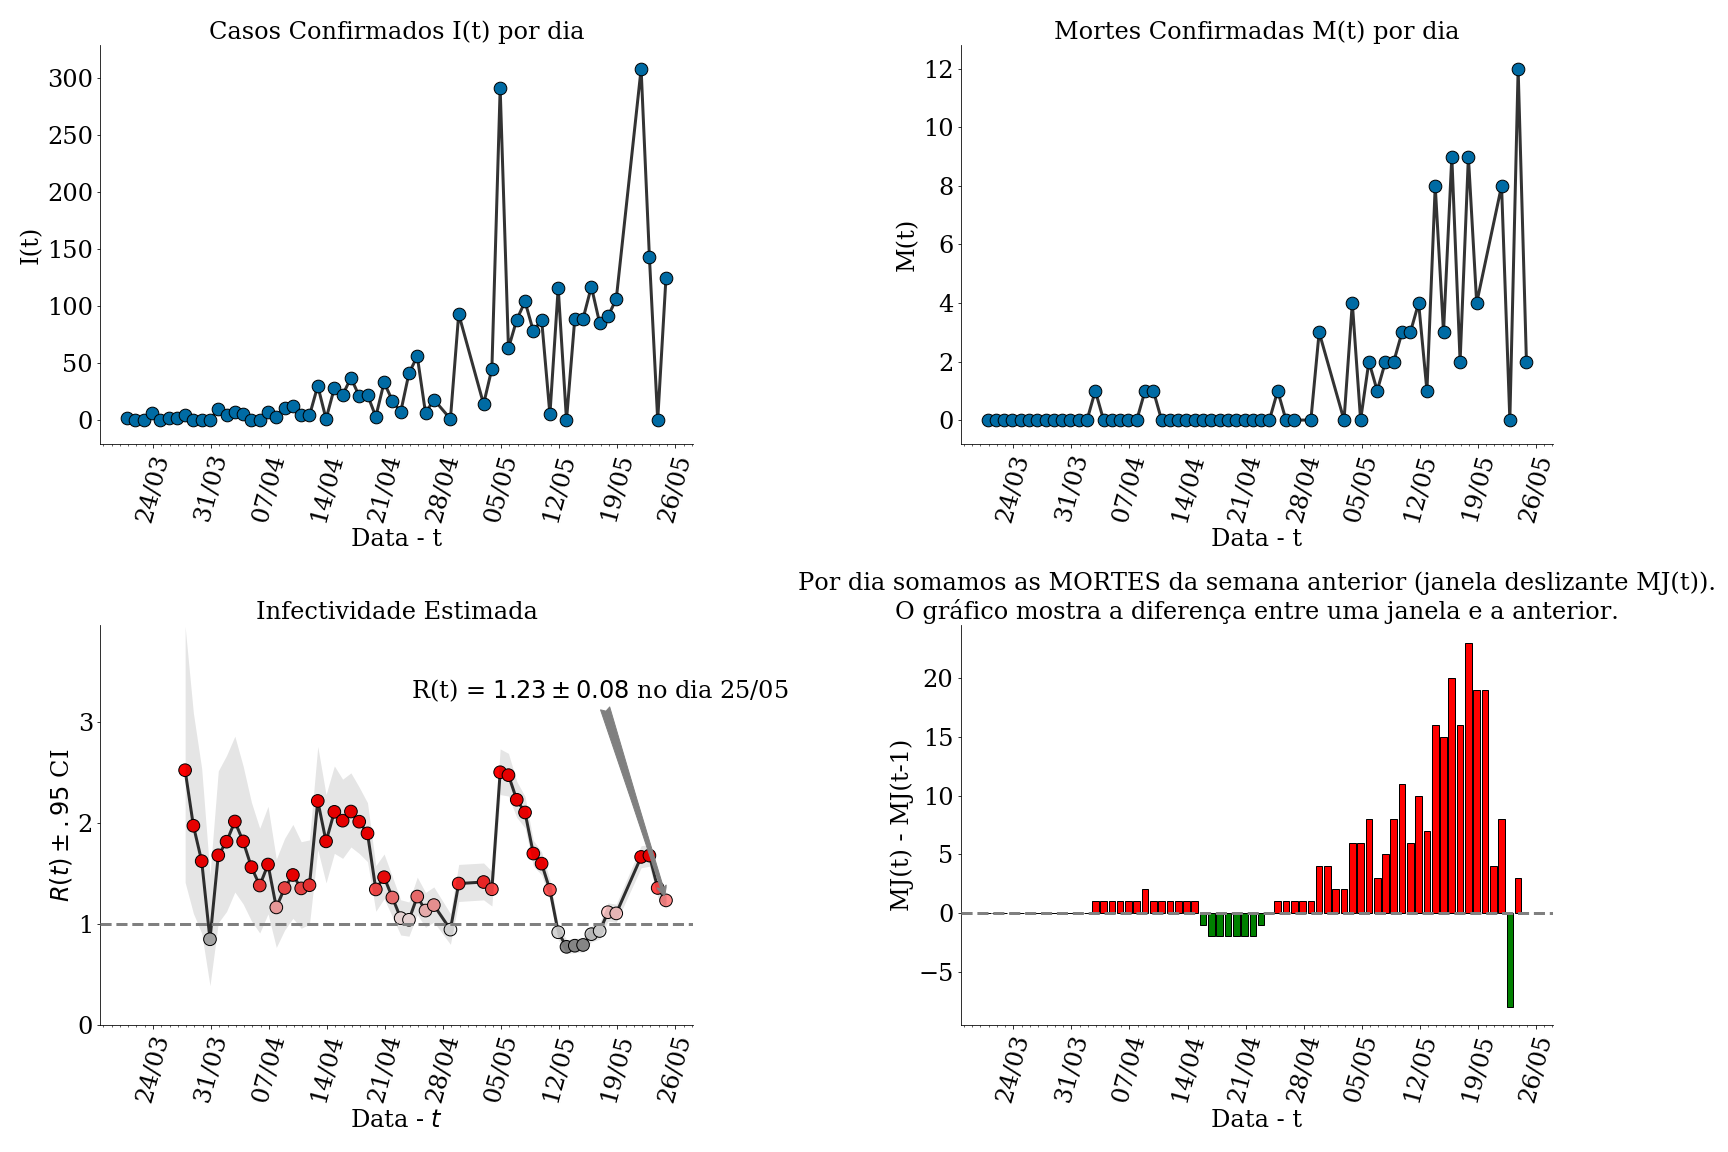 Casos Confirmados I(t) por dia
300
250
200
150
100
50
0
I(t)
24/03 31/03 07/04 14/04 21/04 28/04 05/05 12/05 19/05 26/05
Data - t
Mortes Confirmadas M(t) por dia
12
10
8
6
4
2
0
M(t)
24/03 31/03 07/04 14/04 21/04 28/04 05/05 12/05 19/05 26/05
Data - t
Infectividade Estimada
R(t) = 1.23 ± 0.08 no dia 25/05
3
2
1
0
R(t) ± .95 CI
24/03 31/03 07/04 14/04 21/04 28/04 05/05 12/05 19/05 26/05
Data - t
Por dia somamos as MORTES da semana anterior (janela deslizante MJ(t)).
O gráfico mostra a diferença entre uma janela e a anterior.
20
15
10
5
0
−5
MJ(t) - MJ(t-1)
24/03 31/03 07/04 14/04 21/04 28/04 05/05 12/05 19/05 26/05
Data - t